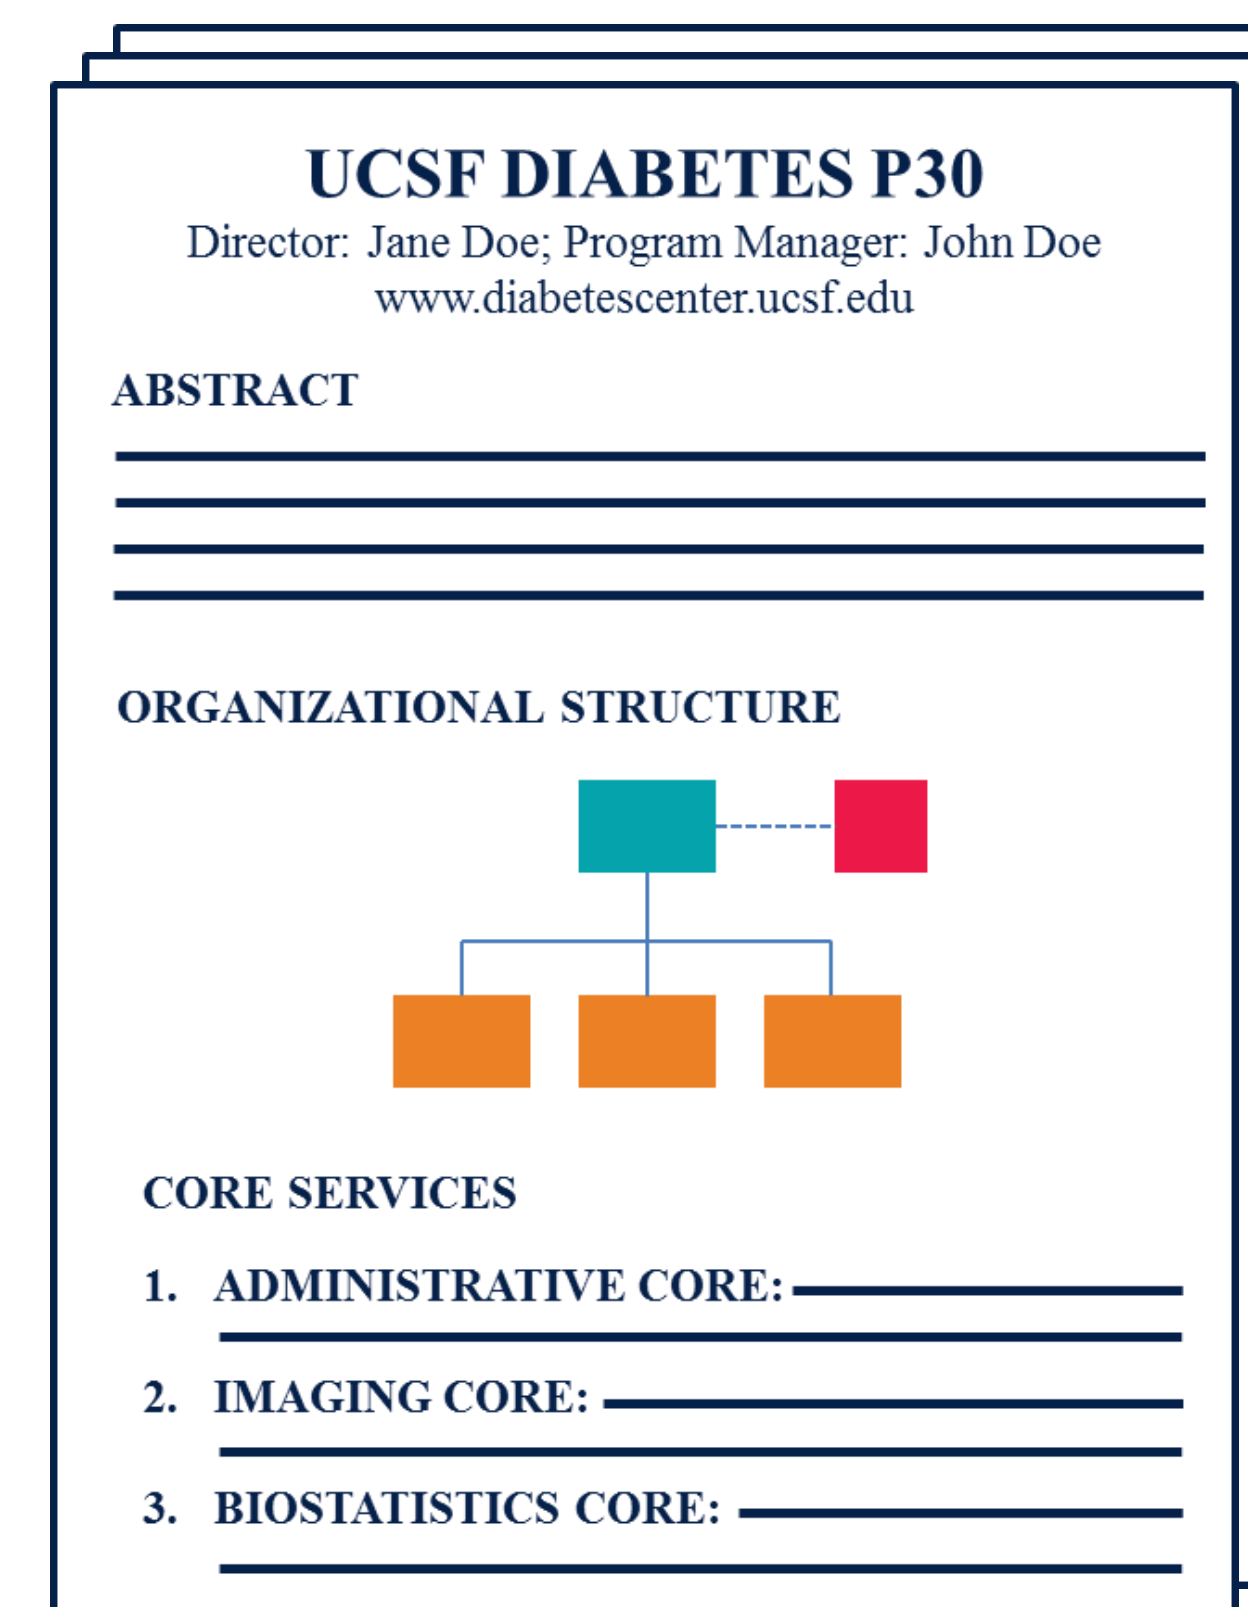 UCSF DIABETES P30
Director: Jane Doe; Program Manager: John Doe
www.diabetescenter.ucsf.edu
ABSTRACT
ORGANIZATIONAL STRUCTURE
CORE SERVICES
1. ADMINISTRATIVE CORE:
2. IMAGING CORE:
3. BIOSTATISTICS CORE: